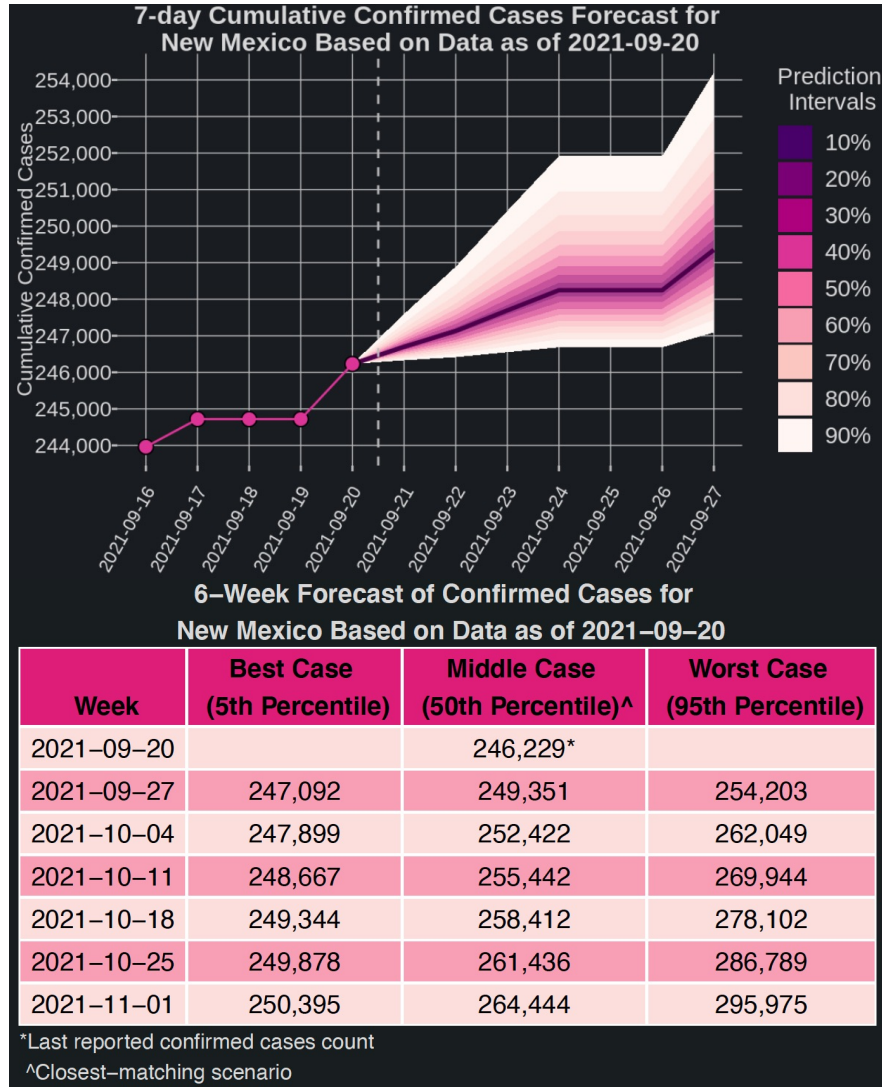 7-day Cumulative Confirmed Cases Forecast for
New Mexico Based on Data as of 2021-09-20
Cumulative Confirmed Cases
254,000
253,000
252,000
251,000
250,000
249,000
248,000
247,000
246,000
245,000
244,000
2021-09-16
2021-09-17
2021-09-18
2021-09-19
2021-09-20
2021-09-21
2021-09-22
2021-09-23
2021-09-24
2021-09-25
2021-09-26
2021-09-27
Prediction
Intervals
10%
20%
30%
40%
50%
60%
70%
80%
90%
6–Week Forecast of Confirmed Cases for
New Mexico Based on Data as of 2021–09–20
Best Case Middle Case Worst Case
Week (5th Percentile) (50th Percentile)^ (95th Percentile)
2021–09–20 246,229*
2021–09–27 247,092 249,351 254,203
2021–10–04 247,899 252,422 262,049
2021–10–11 248,667 255,442 269,944
2021–10–18 249,344 258,412 278,102
2021–10–25 249,878 261,436 286,789
2021–11–01 250,395 264,444 295,975
*Last reported confirmed cases count
^Closest–matching scenario